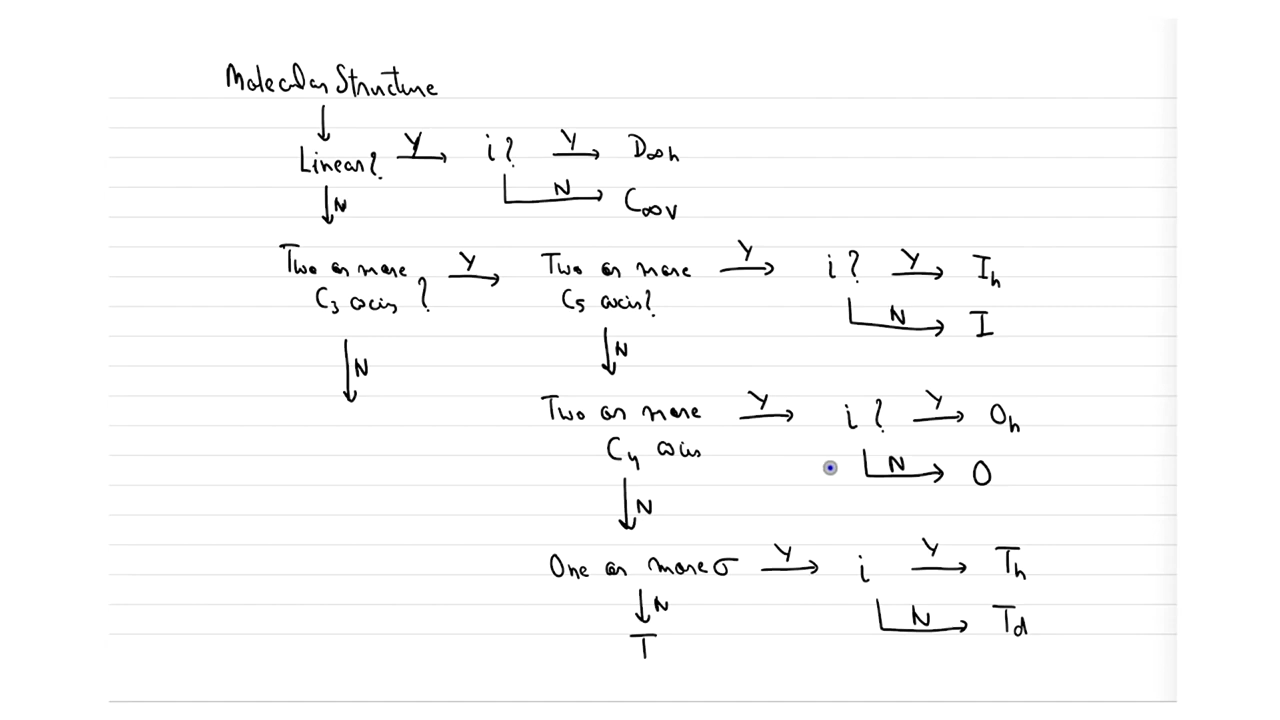 Molecular Structure
Linear? Y i? Y D∞h
N N C∞v
Two or more C3 axis? Y Two or more C5 axis? Y i? Y Ih
N I
N N
Two or more C4 axis Y i? Y Oh
N O
N
One or more σ Y i Y Th
N N Td
T